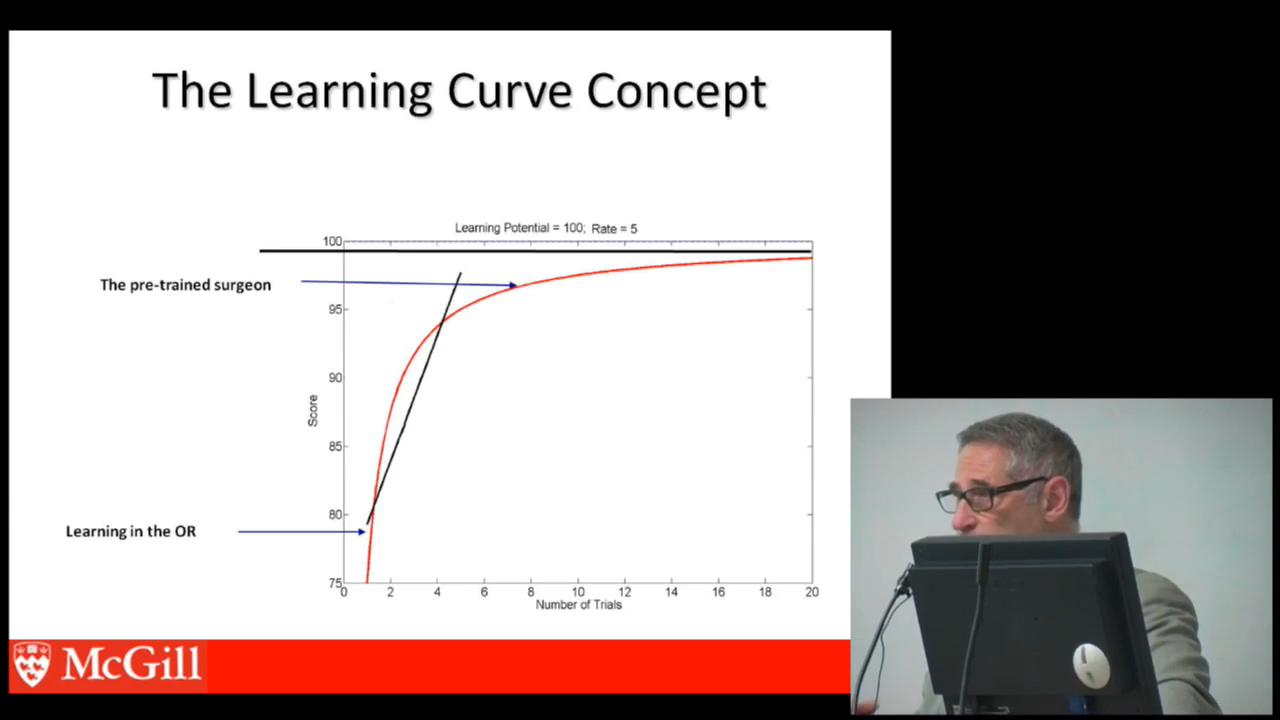 The Learning Curve Concept
Learning Potential = 100; Rate = 5
100
The pre-trained surgeon
95
90
Score
85
80
Learning in the OR
75
0 2 4 6 8 10 12 14 16 18 20
Number of Trials
McGill